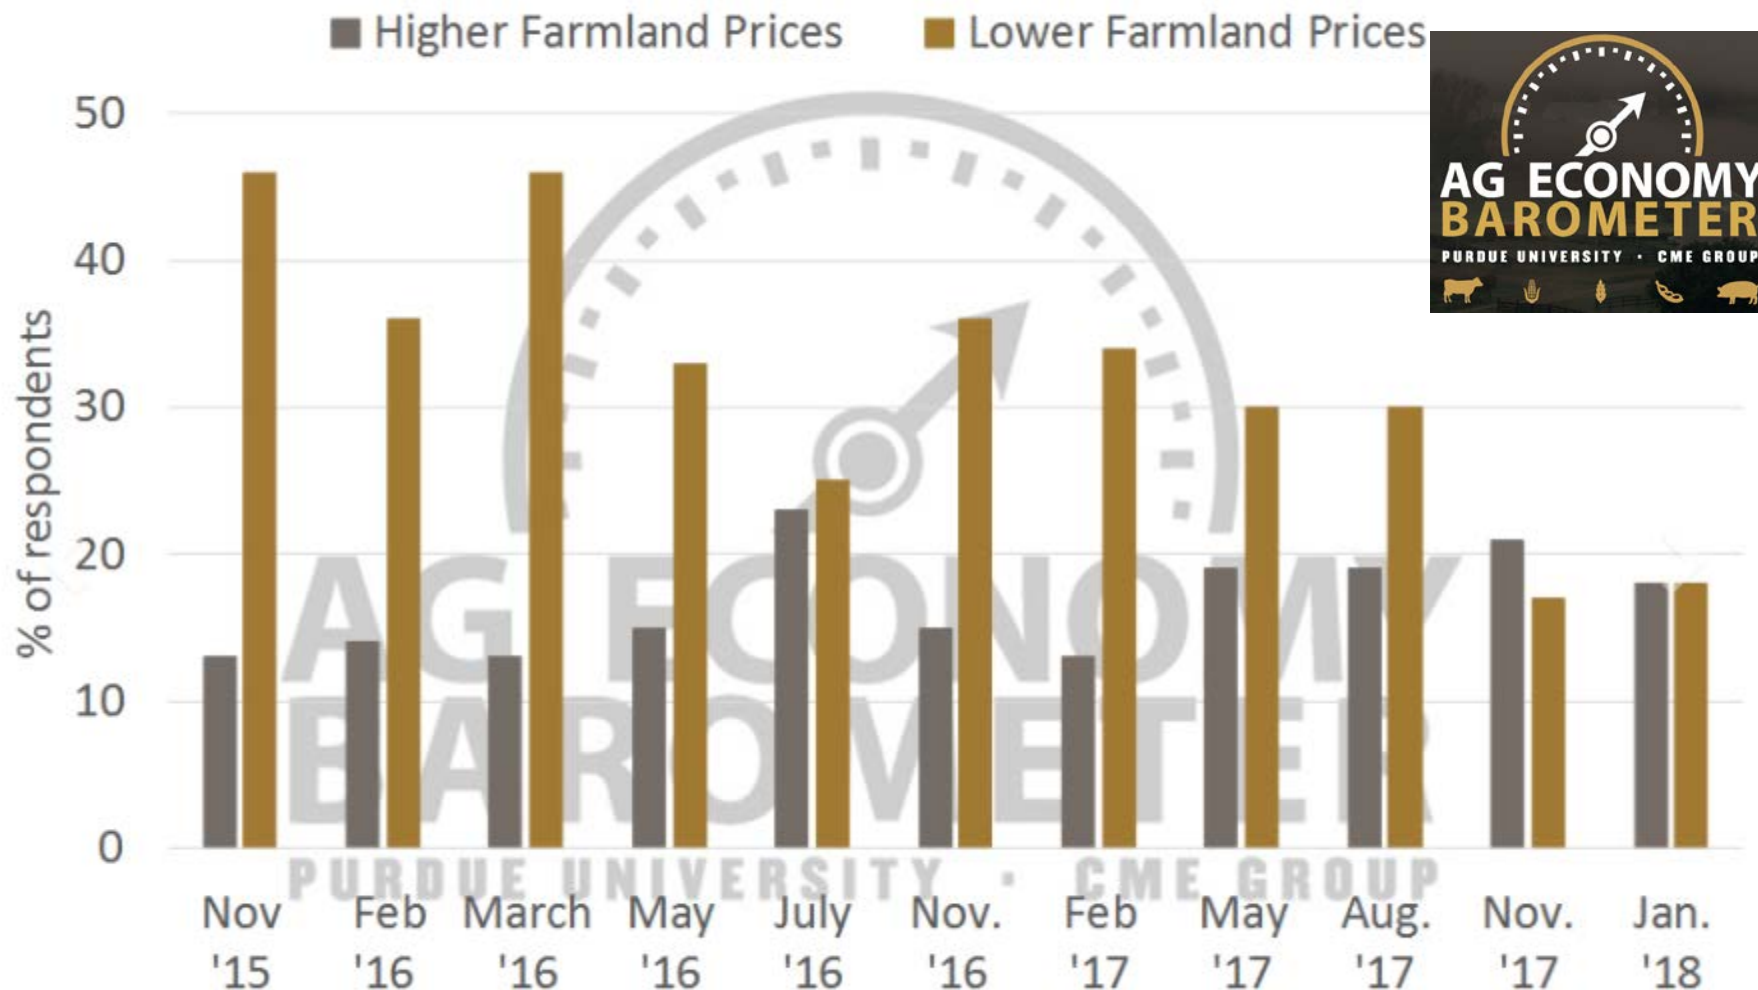 Higher Farmland Prices Lower Farmland Prices
AG ECONOMY
BAROMETER
PURDUE UNIVERSITY · CME GROUP
% of respondents
50
40
30
20
10
0
AG ECONOMY
BAROMETER
PURDUE UNIVERSITY · CME GROUP
Nov Feb March May July Nov. Feb May Aug. Nov. Jan.
'15 '16 '16 '16 '16 '16 '17 '17 '17 '17 '18